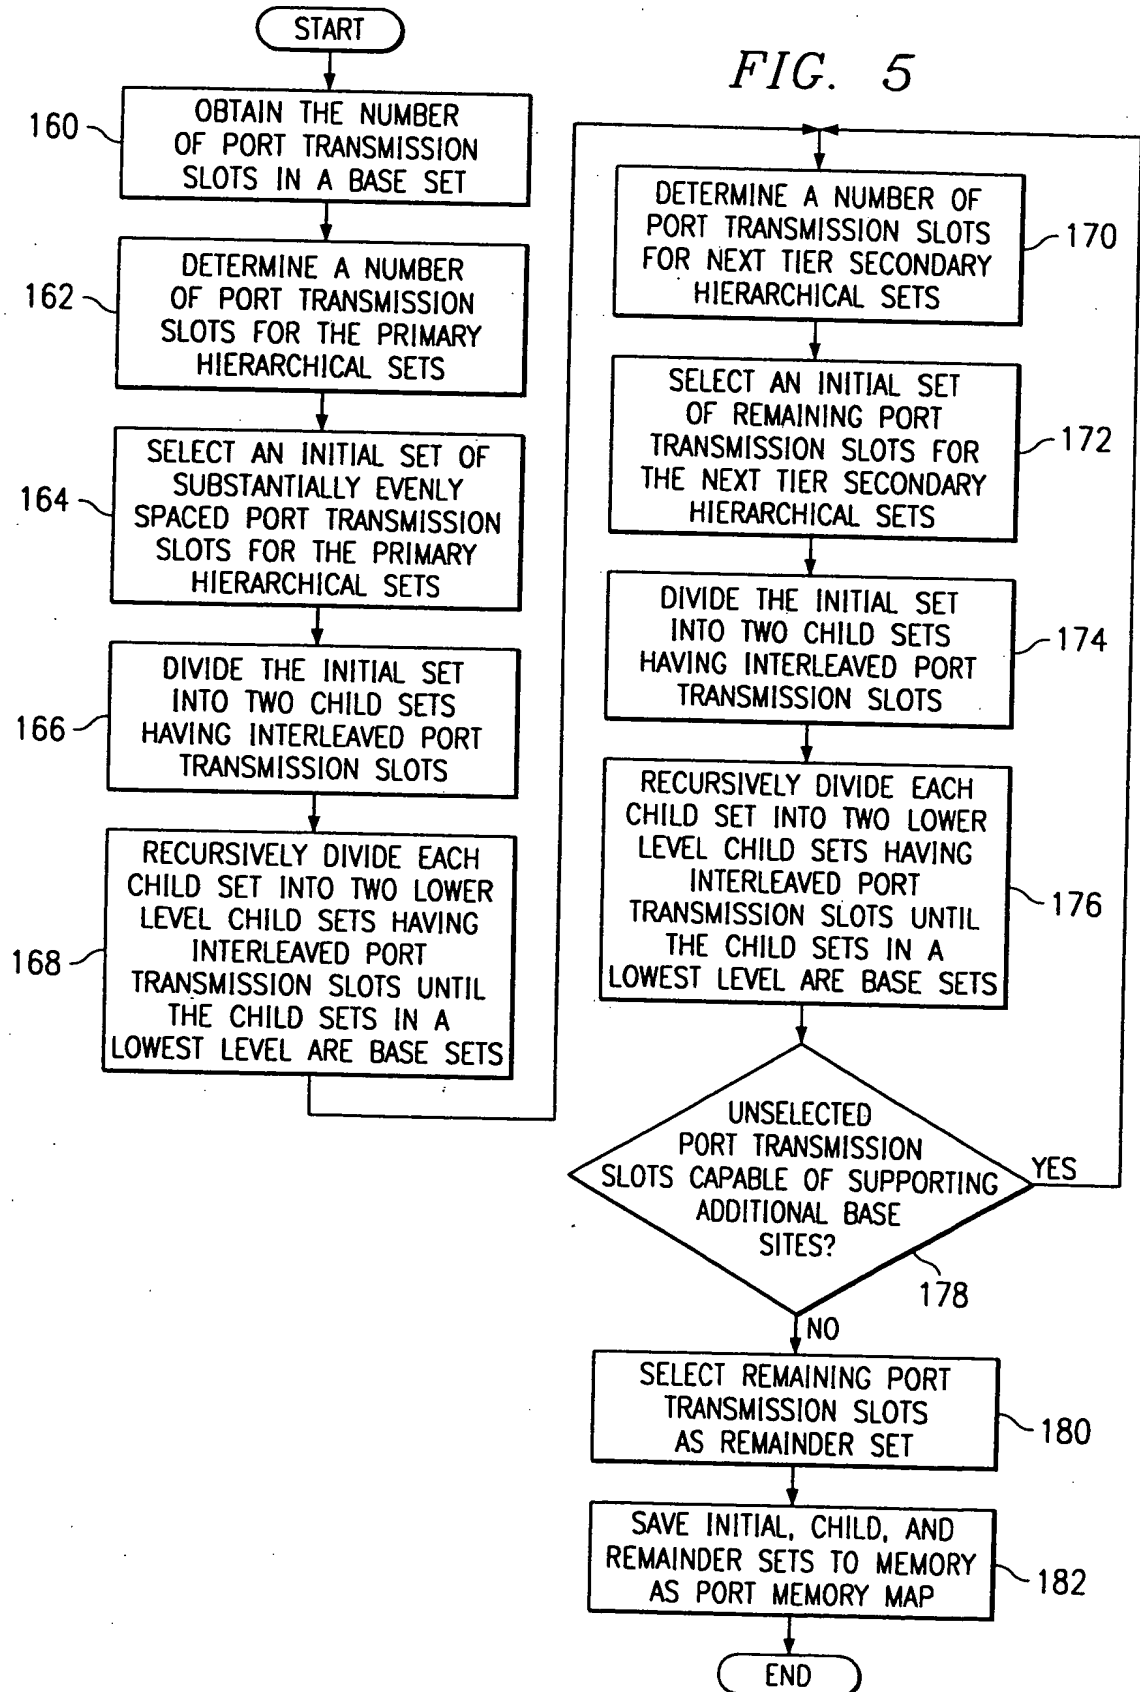 FIG. 5
START
160
OBTAIN THE NUMBER
OF PORT TRANSMISSION
SLOTS IN A BASE SET
162
DETERMINE A NUMBER
OF PORT TRANSMISSION
SLOTS FOR THE PRIMARY
HIERARCHICAL SETS
164
SELECT AN INITIAL SET OF
SUBSTANTIALLY EVENLY
SPACED PORT TRANSMISSION
SLOTS FOR THE PRIMARY
HIERARCHICAL SETS
166
DIVIDE THE INITIAL SET
INTO TWO CHILD SETS
HAVING INTERLEAVED PORT
TRANSMISSION SLOTS
168
RECURSIVELY DIVIDE EACH
CHILD SET INTO TWO LOWER
LEVEL CHILD SETS HAVING
INTERLEAVED PORT
TRANSMISSION SLOTS UNTIL
THE CHILD SETS IN A
LOWEST LEVEL ARE BASE SETS
DETERMINE A NUMBER OF
PORT TRANSMISSION SLOTS
FOR NEXT TIER SECONDARY
HIERARCHICAL SETS
170
SELECT AN INITIAL SET
OF REMAINING PORT
TRANSMISSION SLOTS FOR
THE NEXT TIER SECONDARY
HIERARCHICAL SETS
172
DIVIDE THE INITIAL SET
INTO TWO CHILD SETS
HAVING INTERLEAVED PORT
TRANSMISSION SLOTS
174
RECURSIVELY DIVIDE EACH
CHILD SET INTO TWO LOWER
LEVEL CHILD SETS HAVING
INTERLEAVED PORT
TRANSMISSION SLOTS UNTIL
THE CHILD SETS IN A
LOWEST LEVEL ARE BASE SETS
176
UNSELECTED
PORT TRANSMISSION
SLOTS CAPABLE OF SUPPORTING
ADDITIONAL BASE
SITES?
YES
178
NO
SELECT REMAINING PORT
TRANSMISSION SLOTS
AS REMAINDER SET
180
SAVE INITIAL, CHILD, AND
REMAINDER SETS TO MEMORY
AS PORT MEMORY MAP
182
END